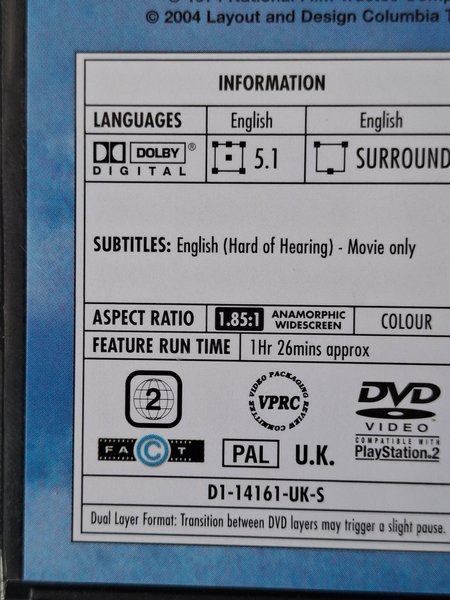 © 2004 Layout and Design Columbia T
INFORMATION
LANGUAGES English English
DOLBY® DIGITAL 5.1 SURROUND
SUBTITLES: English (Hard of Hearing) - Movie only
ASPECT RATIO 1.85:1 ANAMORPHIC WIDESCREEN COLOUR
FEATURE RUN TIME 1Hr 26mins approx
2 VIDEO PACKAGING REVIEW COMMITTEE VPRC DVD VIDEO™
FACT PAL U.K. COMPATIBLE WITH PlayStation.2
D1-14161-UK-S
Dual Layer Format: Transition between DVD layers may trigger a slight pause.